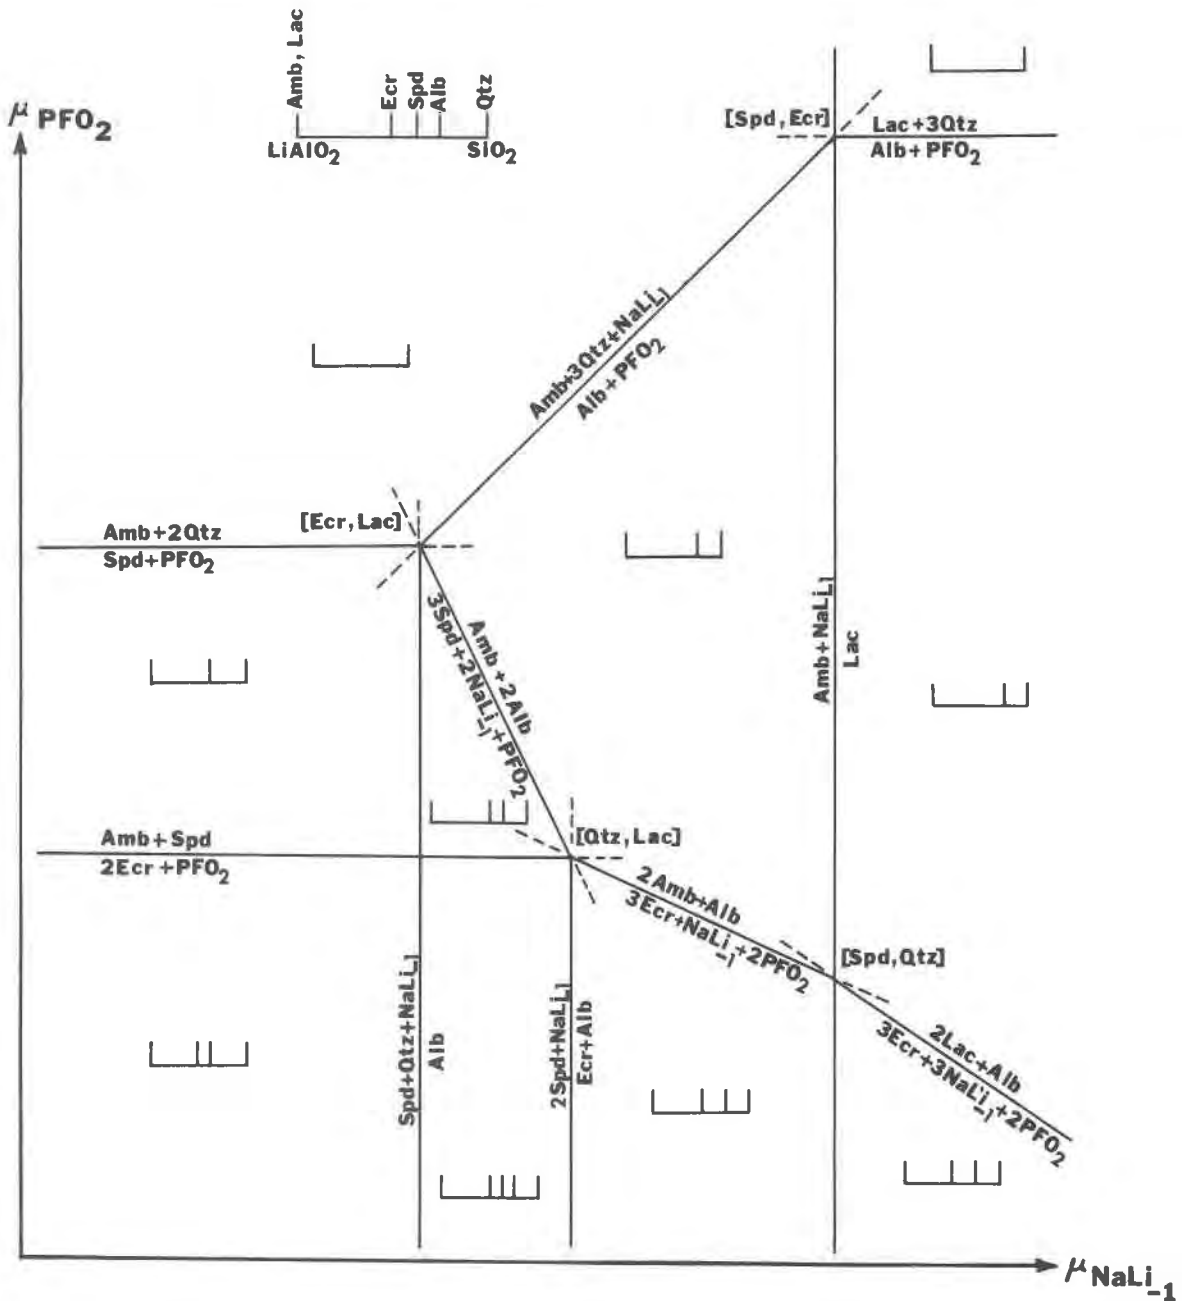 μ PFO₂
Amb, Lac
Ecr
Spd
Alb
Qtz
LiAlO₂
SiO₂
[Spd, Ecr]
Lac+3Qtz
Alb+PFO₂
Amb+3Qtz+NaLi₋₁
Alb+PFO₂
[Ecr, Lac]
Amb+2Qtz
Spd+PFO₂
Amb+2Alb
3Spd+2NaLi₋₁+PFO₂
Amb+NaLi₋₁
Lac
Amb+Spd
2Ecr+PFO₂
[Qtz, Lac]
2Amb+Alb
3Ecr+NaLi₋₁+2PFO₂
[Spd,Qtz]
2Lac+Alb
3Ecr+3NaLi₋₁+2PFO₂
Spd+Qtz+NaLi₋₁
Alb
2Spd+NaLi₋₁
Ecr+Alb
μ NaLi₋₁